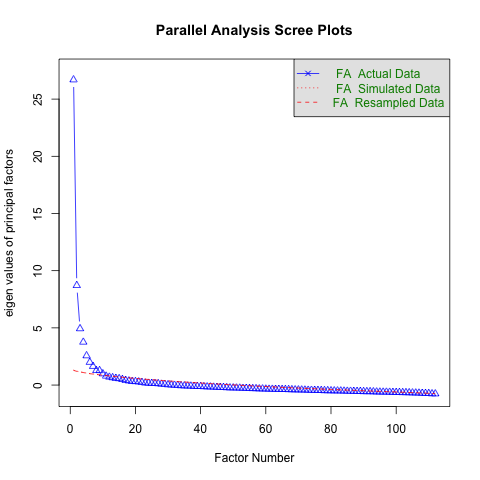 Parallel Analysis Scree Plots
FA Actual Data
FA Simulated Data
FA Resampled Data
eigen values of principal factors
25
20
15
10
5
0
0 20 40 60 80 100
Factor Number